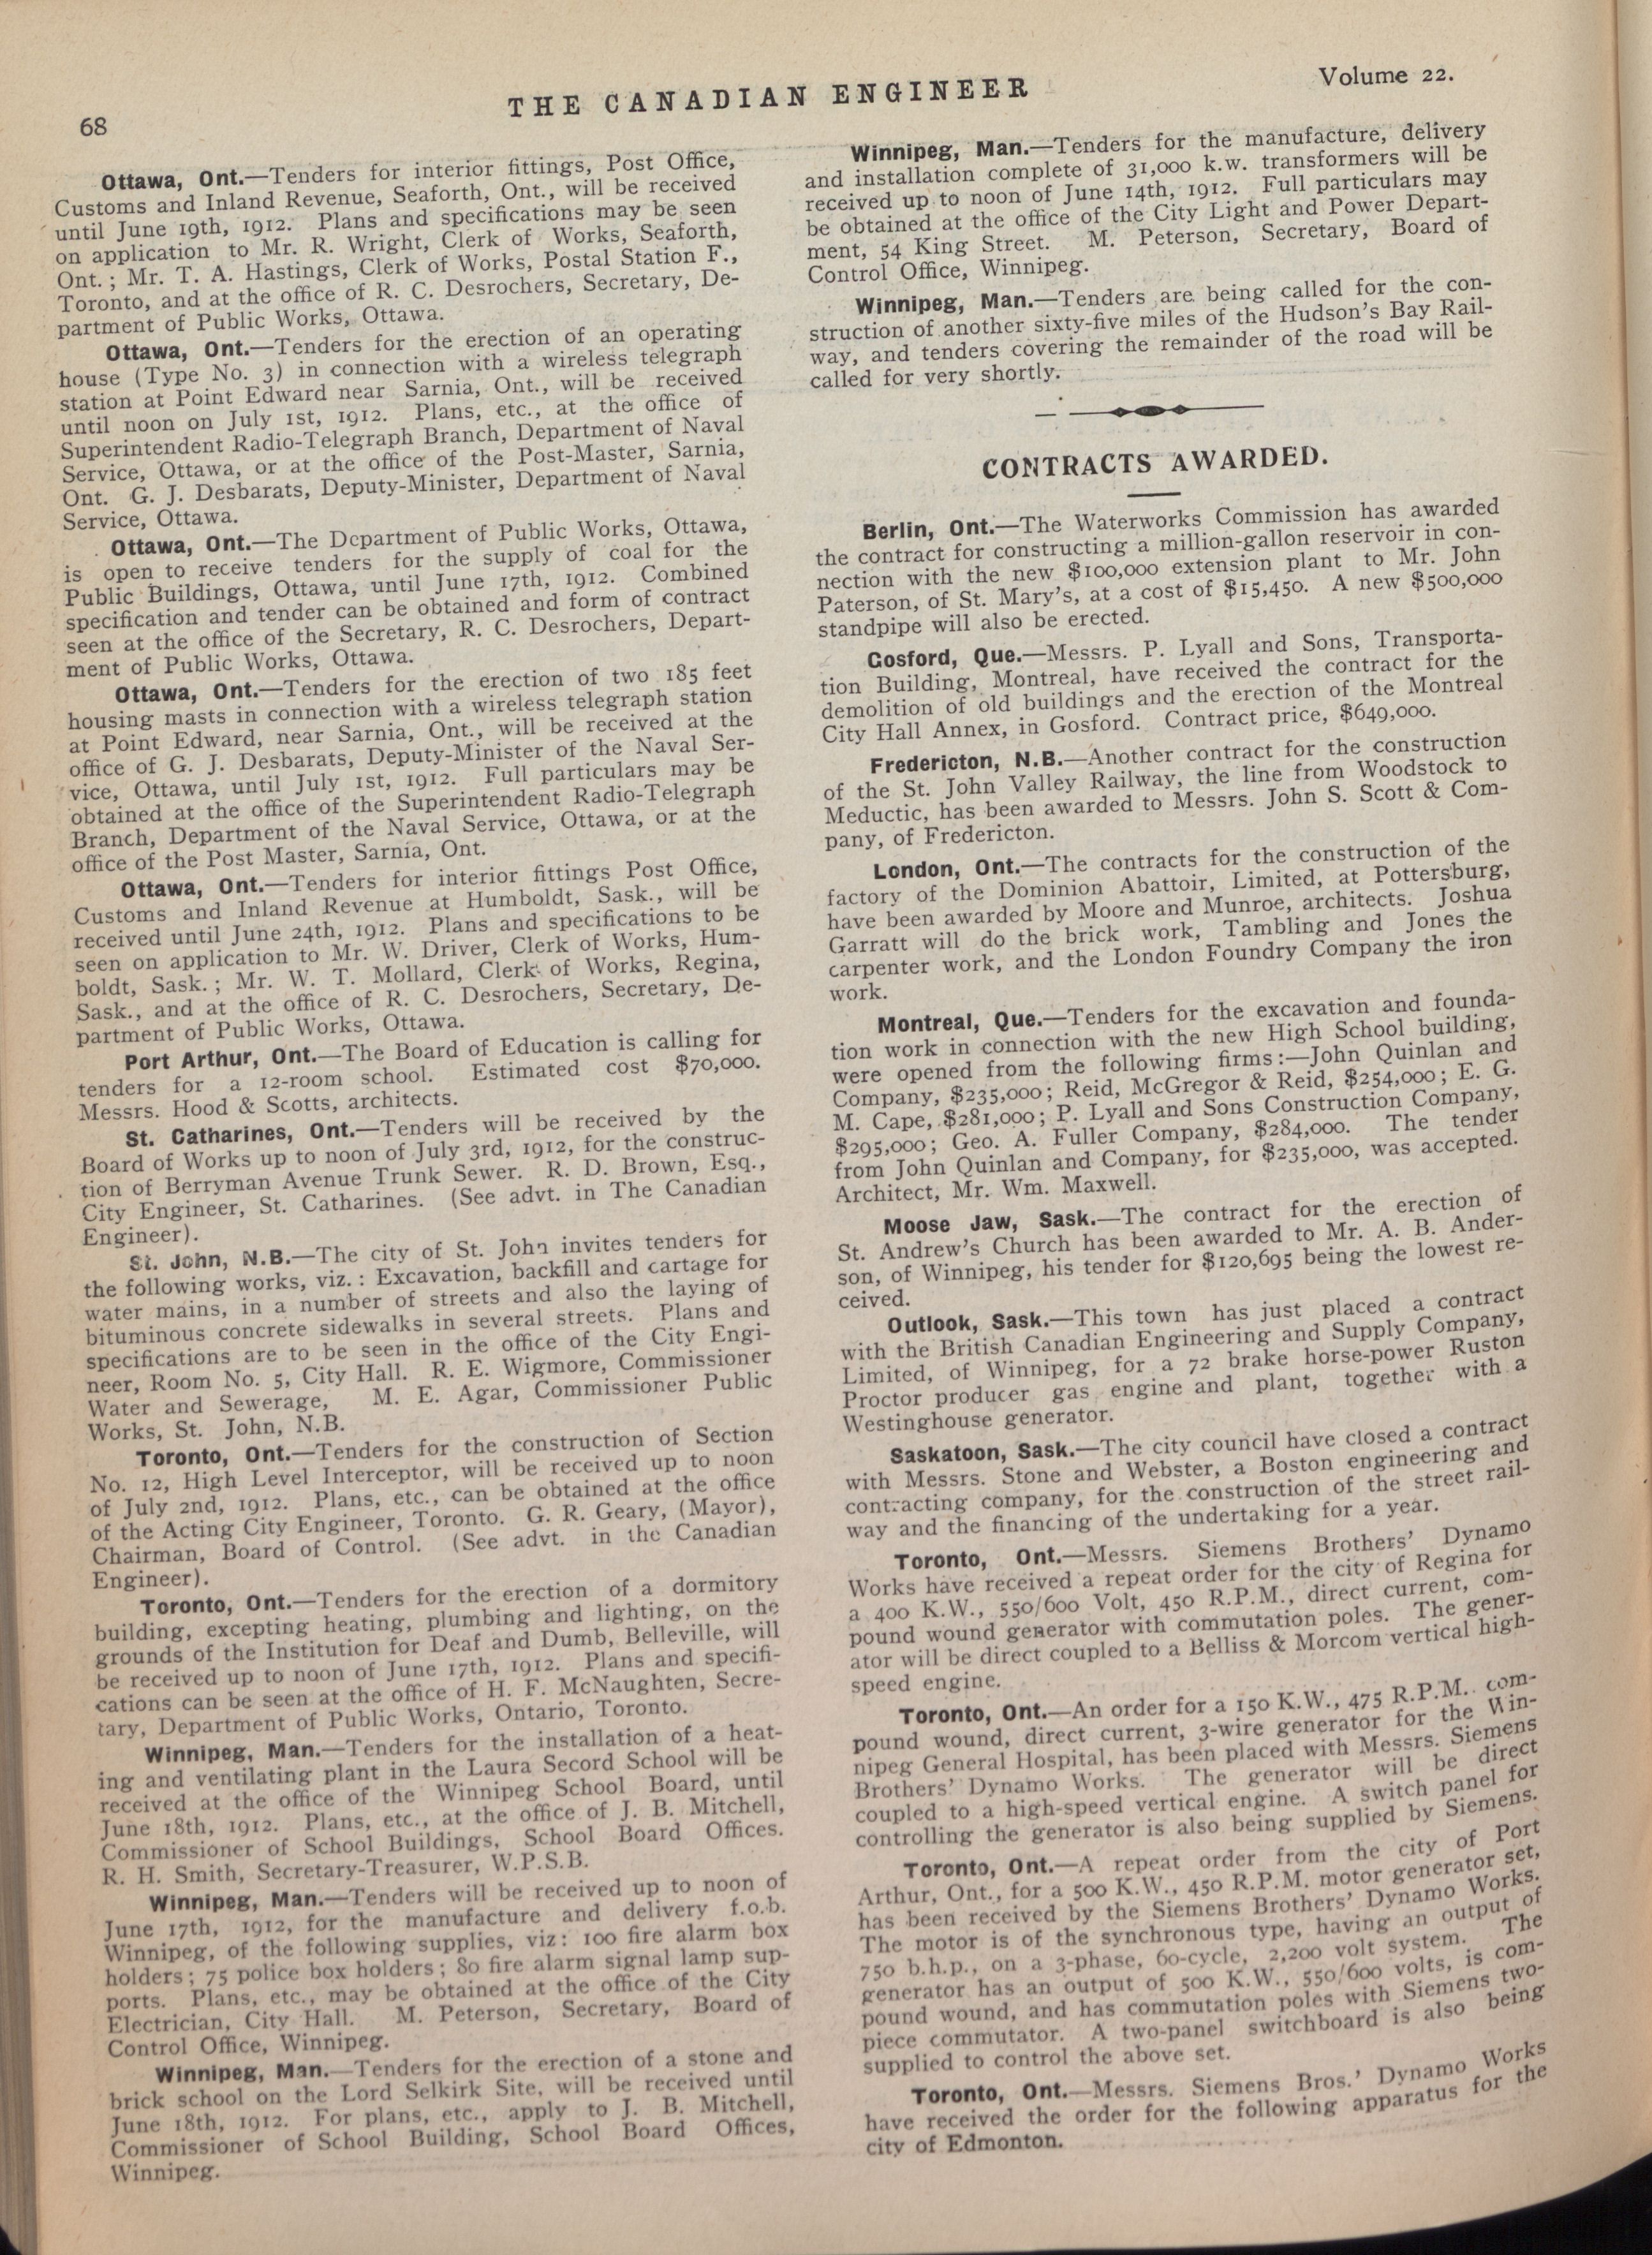 68
THE CANADIAN ENGINEER
Volume 22.
Ottawa, Ont.—Tenders for interior fittings, Post Office,
Customs and Inland Revenue, Seaforth, Ont., will be received
until June 19th, 1912. Plans and specifications may be seen
on application to Mr. R. Wright, Clerk of Works, Seaforth,
Ont.; Mr. T. A. Hastings, Clerk of Works, Postal Station F.,
Toronto, and at the office of R. C. Desrochers, Secretary, De-
partment of Public Works, Ottawa.
Ottawa, Ont.—Tenders for the erection of an operating
house (Type No. 3) in connection with a wireless telegraph
station at Point Edward near Sarnia, Ont., will be received
until noon on July 1st, 1912. Plans, etc., at the office of
Superintendent Radio-Telegraph Branch, Department of Naval
Service, Ottawa, or at the office of the Post-Master, Sarnia,
Ont. G. J. Desbarats, Deputy-Minister, Department of Naval
Service, Ottawa.
Ottawa, Ont.—The Department of Public Works, Ottawa,
is open to receive tenders for the supply of coal for the
Public Buildings, Ottawa, until June 17th, 1912. Combined
specification and tender can be obtained and form of contract
seen at the office of the Secretary, R. C. Desrochers, Depart-
ment of Public Works, Ottawa.
Ottawa, Ont.—Tenders for the erection of two 185 feet
housing masts in connection with a wireless telegraph station
at Point Edward, near Sarnia, Ont., will be received at the
office of G. J. Desbarats, Deputy-Minister of the Naval Ser-
vice, Ottawa, until July 1st, 1912. Full particulars may be
obtained at the office of the Superintendent Radio-Telegraph
Branch, Department of the Naval Service, Ottawa, or at the
office of the Post Master, Sarnia, Ont.
Ottawa, Ont.—Tenders for interior fittings Post Office,
Customs and Inland Revenue at Humboldt, Sask., will be
received until June 24th, 1912. Plans and specifications to be
seen on application to Mr. W. Driver, Clerk of Works, Hum-
boldt, Sask.; Mr. W. T. Mollard, Clerk of Works, Regina,
Sask., and at the office of R. C. Desrochers, Secretary, De-
partment of Public Works, Ottawa.
Port Arthur, Ont.—The Board of Education is calling for
tenders for a 12-room school. Estimated cost $70,000.
Messrs. Hood & Scotts, architects.
St. Catharines, Ont.—Tenders will be received by the
Board of Works up to noon of July 3rd, 1912, for the construc-
tion of Berryman Avenue Trunk Sewer. R. D. Brown, Esq.,
City Engineer, St. Catharines. (See advt. in The Canadian
Engineer).
St. John, N.B.—The city of St. John invites tenders for
the following works, viz.: Excavation, backfill and cartage for
water mains, in a number of streets and also the laying of
bituminous concrete sidewalks in several streets. Plans and
specifications are to be seen in the office of the City Engi-
neer, Room No. 5, City Hall. R. E. Wigmore, Commissioner
Water and Sewerage, M. E. Agar, Commissioner Public
Works, St. John, N.B.
Toronto, Ont.—Tenders for the construction of Section
No. 12, High Level Interceptor, will be received up to noon
of July 2nd, 1912. Plans, etc., can be obtained at the office
of the Acting City Engineer, Toronto. G. R. Geary, (Mayor),
Chairman, Board of Control. (See advt. in the Canadian
Engineer).
Toronto, Ont.—Tenders for the erection of a dormitory
building, excepting heating, plumbing and lighting, on the
grounds of the Institution for Deaf and Dumb, Belleville, will
be received up to noon of June 17th, 1912. Plans and specifi-
cations can be seen at the office of H. F. McNaughten, Secre-
tary, Department of Public Works, Ontario, Toronto.
Winnipeg, Man.—Tenders for the installation of a heat-
ing and ventilating plant in the Laura Secord School will be
received at the office of the Winnipeg School Board, until
June 18th, 1912. Plans, etc., at the office of J. B. Mitchell,
Commissioner of School Buildings, School Board Offices.
R. H. Smith, Secretary-Treasurer, W.P.S.B.
Winnipeg, Man.—Tenders will be received up to noon of
June 17th, 1912, for the manufacture and delivery f.o.b.
Winnipeg, of the following supplies, viz: 100 fire alarm box
holders; 75 police box holders; 80 fire alarm signal lamp sup-
ports. Plans, etc., may be obtained at the office of the City
Electrician, City Hall. M. Peterson, Secretary, Board of
Control Office, Winnipeg.
Winnipeg, Man.—Tenders for the erection of a stone and
brick school on the Lord Selkirk Site, will be received until
June 18th, 1912. For plans, etc., apply to J. B. Mitchell,
Commissioner of School Building, School Board Offices,
Winnipeg.
Winnipeg, Man.—Tenders for the manufacture, delivery
and installation complete of 31,000 k.w. transformers will be
received up to noon of June 14th, 1912. Full particulars may
be obtained at the office of the City Light and Power Depart-
ment, 54 King Street. M. Peterson, Secretary, Board of
Control Office, Winnipeg.
Winnipeg, Man.—Tenders are being called for the con-
struction of another sixty-five miles of the Hudson's Bay Rail-
way, and tenders covering the remainder of the road will be
called for very shortly.
CONTRACTS AWARDED.
Berlin, Ont.—The Waterworks Commission has awarded
the contract for constructing a million-gallon reservoir in con-
nection with the new $100,000 extension plant to Mr. John
Paterson, of St. Mary's, at a cost of $15,450. A new $500,000
standpipe will also be erected.
Gosford, Que.—Messrs. P. Lyall and Sons, Transporta-
tion Building, Montreal, have received the contract for the
demolition of old buildings and the erection of the Montreal
City Hall Annex, in Gosford. Contract price, $649,000.
Fredericton, N.B.—Another contract for the construction
of the St. John Valley Railway, the line from Woodstock to
Meductic, has been awarded to Messrs. John S. Scott & Com-
pany, of Fredericton.
London, Ont.—The contracts for the construction of the
factory of the Dominion Abattoir, Limited, at Pottersburg,
have been awarded by Moore and Munroe, architects. Joshua
Garratt will do the brick work, Tambling and Jones the
carpenter work, and the London Foundry Company the iron
work.
Montreal, Que.—Tenders for the excavation and founda-
tion work in connection with the new High School building,
were opened from the following firms:—John Quinlan and
Company, $235,000; Reid, McGregor & Reid, $254,000; E. G.
M. Cape, $281,000; P. Lyall and Sons Construction Company,
$295,000; Geo. A. Fuller Company, $284,000. The tender
from John Quinlan and Company, for $235,000, was accepted.
Architect, Mr. Wm. Maxwell.
Moose Jaw, Sask.—The contract for the erection of
St. Andrew's Church has been awarded to Mr. A. B. Ander-
son, of Winnipeg, his tender for $120,695 being the lowest re-
ceived.
Outlook, Sask.—This town has just placed a contract
with the British Canadian Engineering and Supply Company,
Limited, of Winnipeg, for a 72 brake horse-power Ruston
Proctor producer gas engine and plant, together with a
Westinghouse generator.
Saskatoon, Sask.—The city council have closed a contract
with Messrs. Stone and Webster, a Boston engineering and
contracting company, for the construction of the street rail-
way and the financing of the undertaking for a year.
Toronto, Ont.—Messrs. Siemens Brothers' Dynamo
Works have received a repeat order for the city of Regina for
a 400 K.W., 550/600 Volt, 450 R.P.M., direct current, com-
pound wound generator with commutation poles. The gener-
ator will be direct coupled to a Belliss & Morcom vertical high-
speed engine.
Toronto, Ont.—An order for a 150 K.W., 475 R.P.M. com-
pound wound, direct current, 3-wire generator for the Win-
nipeg General Hospital, has been placed with Messrs. Siemens
Brothers' Dynamo Works. The generator will be direct
coupled to a high-speed vertical engine. A switch panel for
controlling the generator is also being supplied by Siemens.
Toronto, Ont.—A repeat order from the city of Port
Arthur, Ont., for a 500 K.W., 450 R.P.M. motor generator set,
has been received by the Siemens Brothers' Dynamo Works.
The motor is of the synchronous type, having an output of
750 b.h.p., on a 3-phase, 60-cycle, 2,200 volt system. The
generator has an output of 500 K.W., 550/600 volts, is com-
pound wound, and has commutation poles with Siemens two-
piece commutator. A two-panel switchboard is also being
supplied to control the above set.
Toronto, Ont.—Messrs. Siemens Bros.' Dynamo Works
have received the order for the following apparatus for the
city of Edmonton.